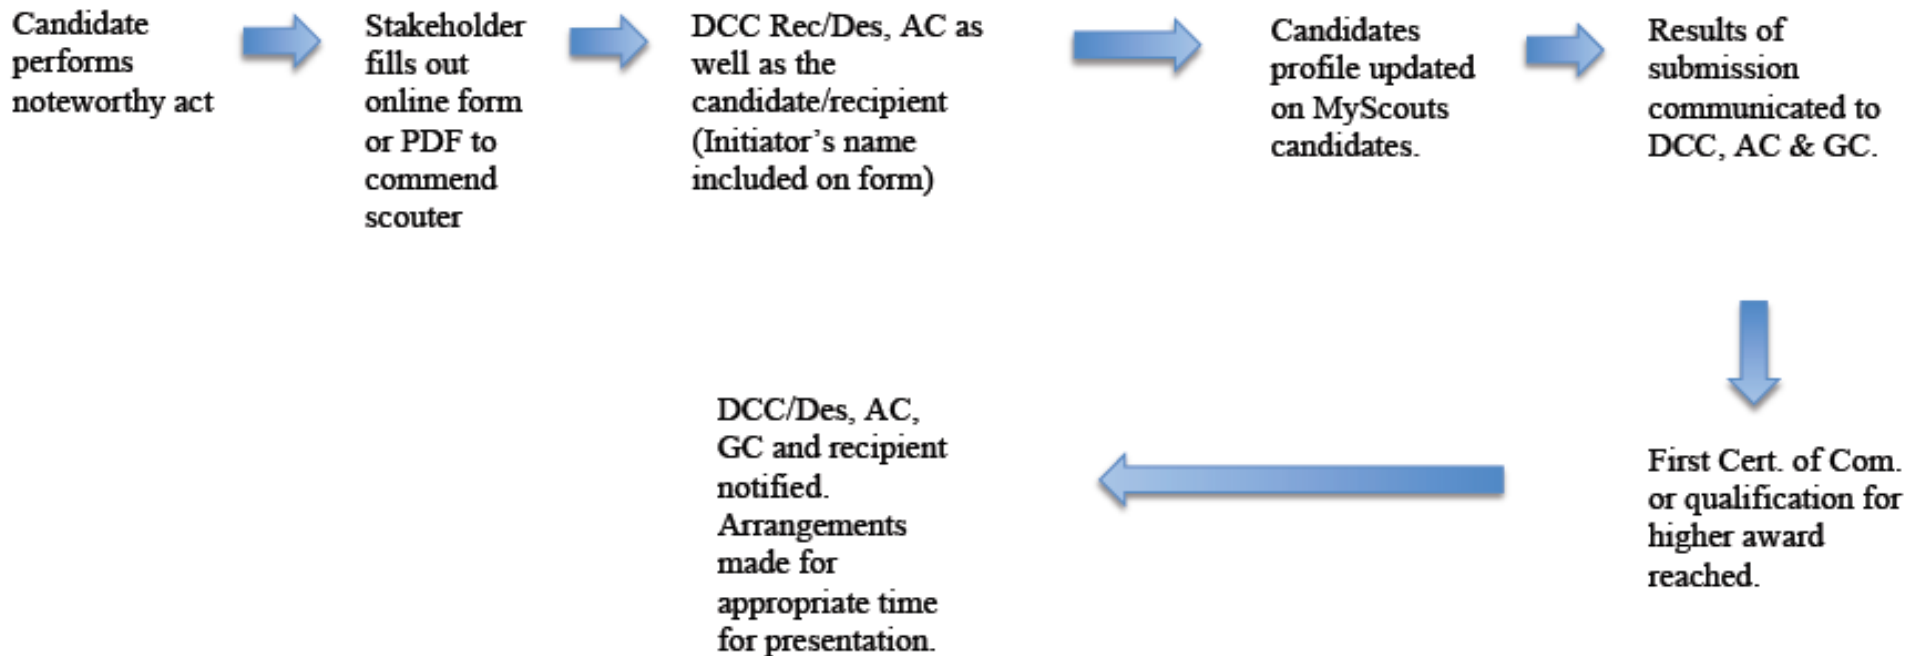 Candidate
performs
noteworthy act
Stakeholder
fills out
online form
or PDF to
commend
scouter
DCC Rec/Des, AC as
well as the
candidate/recipient
(Initiator’s name
included on form)
Candidates
profile updated
on MyScouts
candidates.
Results of
submission
communicated to
DCC, AC & GC.
First Cert. of Com.
or qualification for
higher award
reached.
DCC/Des, AC,
GC and recipient
notified.
Arrangements
made for
appropriate time
for presentation.